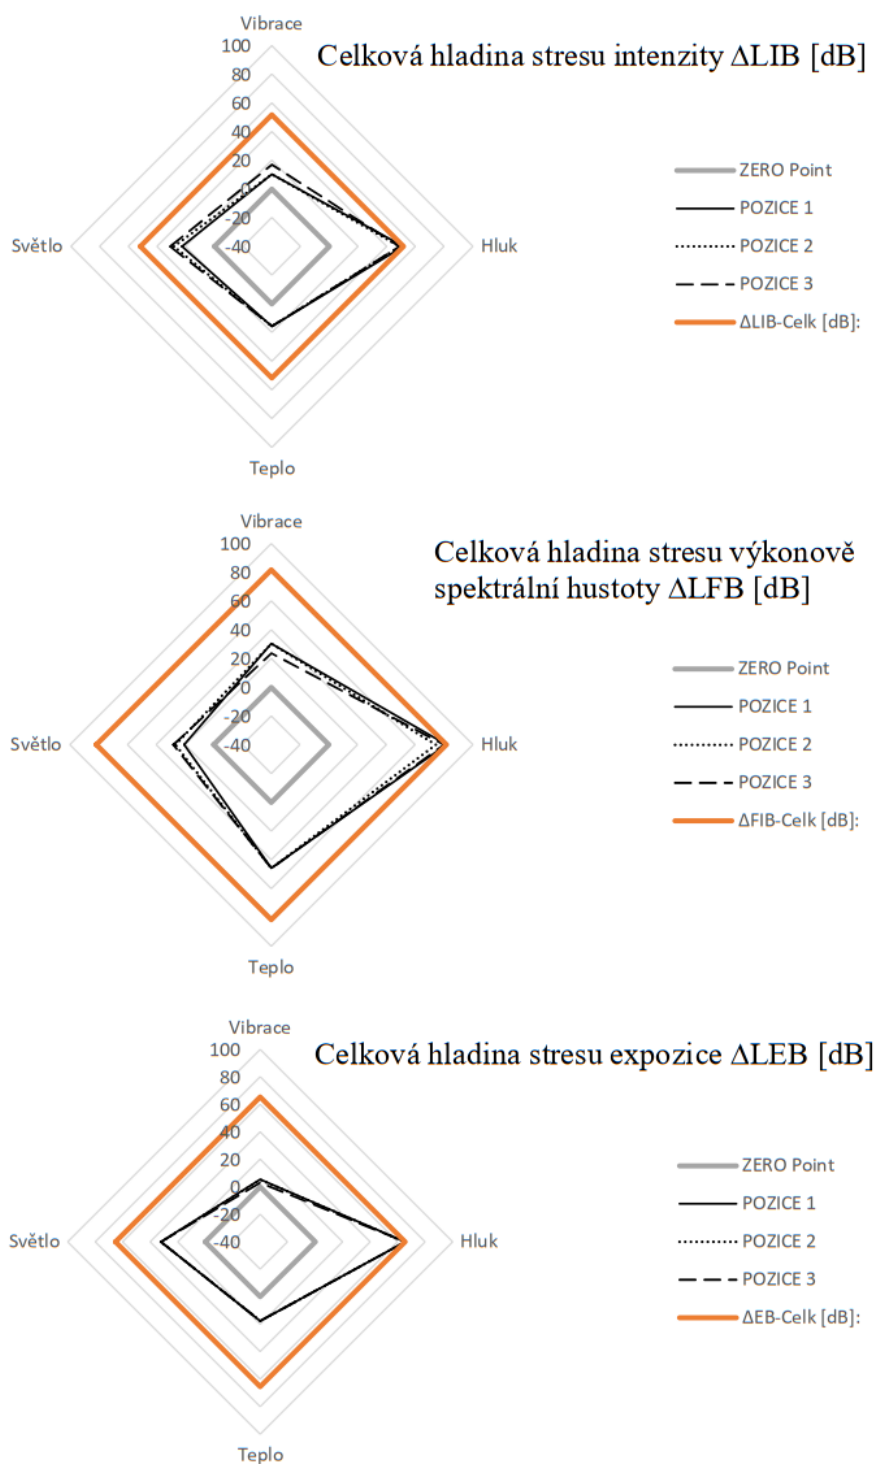 Vibrace
Celková hladina stresu intenzity ΔLIB [dB]
100
80
60
40
20
0
-20
-40
Světlo
Hluk
Teplo
ZERO Point
POZICE 1
POZICE 2
POZICE 3
ΔLIB-Celk [dB]:
Vibrace
Celková hladina stresu výkonově
spektrální hustoty ΔLFB [dB]
100
80
60
40
20
0
-20
-40
Světlo
Hluk
Teplo
ZERO Point
POZICE 1
POZICE 2
POZICE 3
ΔFIB-Celk [dB]:
Vibrace
Celková hladina stresu expozice ΔLEB [dB]
100
80
60
40
20
0
-20
-40
Světlo
Hluk
Teplo
ZERO Point
POZICE 1
POZICE 2
POZICE 3
ΔEB-Celk [dB]: